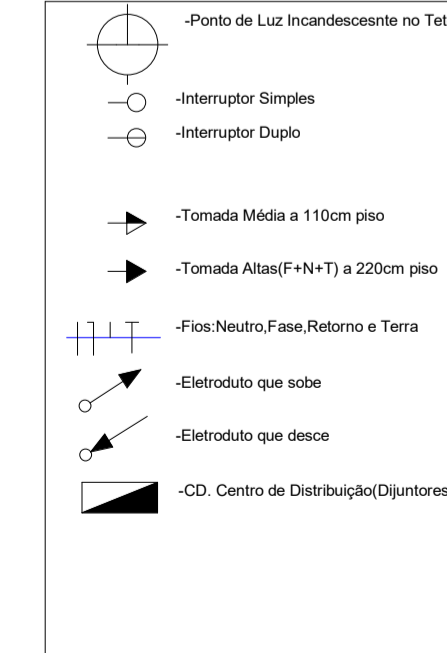 -Ponto de Luz Incandescesnte no Tet
-Interruptor Simples
-Interruptor Duplo
-Tomada Média a 110cm piso
-Tomada Altas(F+N+T) a 220cm piso
-Fios:Neutro,Fase,Retorno e Terra
-Eletroduto que sobe
-Eletroduto que desce
-CD. Centro de Distribuição(Dijuntores